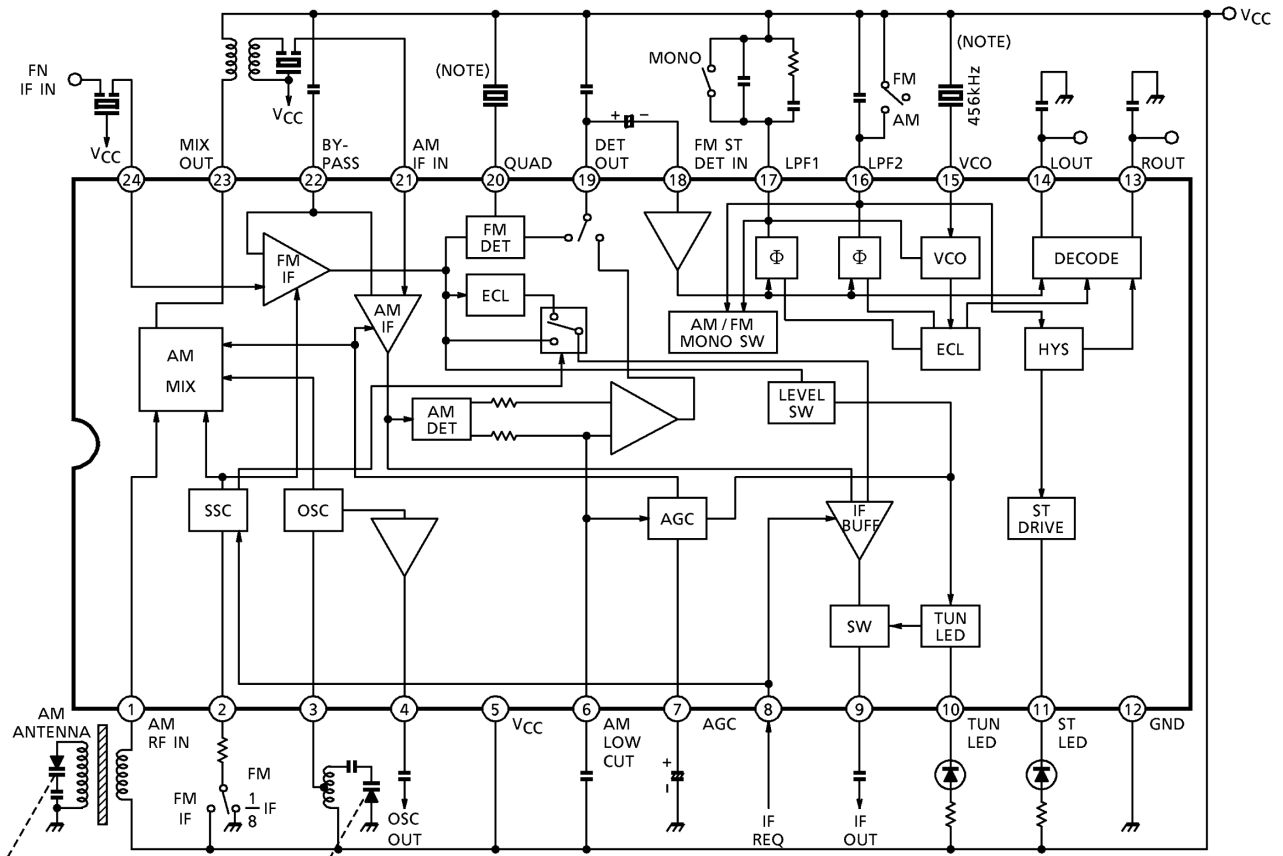 VCC
FN
IF IN
VCC
VCC
(NOTE)
MONO
FM
AM
(NOTE)
456kHz
MIX
OUT
BY-
PASS
AM
IF IN
QUAD
DET
OUT
FM ST
DET IN
LPF1
LPF2
VCO
LOUT
ROUT
24
23
22
21
20
19
18
17
16
15
14
13
FM
IF
FM
DET
Φ
Φ
VCO
DECODE
ECL
AM
IF
AM / FM
MONO SW
ECL
HYS
AM
MIX
LEVEL
SW
AM
DET
SSC
OSC
AGC
IF
BUFF
ST
DRIVE
SW
TUN
LED
1
2
3
4
5
6
7
8
9
10
11
12
AM
ANTENNA
AM
RF IN
VCC
AM
LOW
CUT
AGC
TUN
LED
ST
LED
GND
FM
IF
FM
1/8 IF
OSC
OUT
+
-
IF
REQ
IF
OUT
+ -